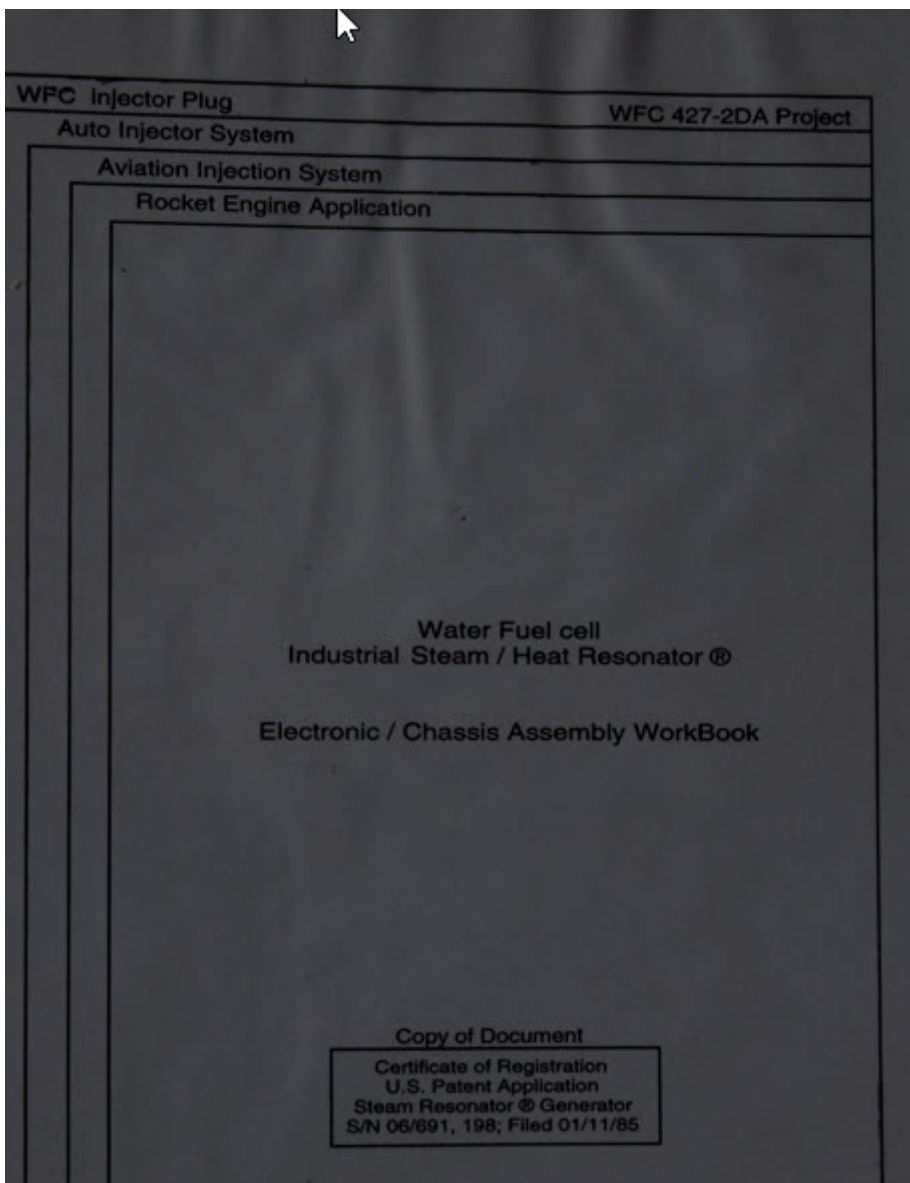 WFC Injector Plug
WFC 427-2DA Project
Auto Injector System
Aviation Injection System
Rocket Engine Application
Water Fuel cell
Industrial Steam / Heat Resonator ®
Electronic / Chassis Assembly WorkBook
Copy of Document
Certificate of Registration
U.S. Patent Application
Steam Resonator ® Generator
S/N 06/691, 198; Filed 01/11/85